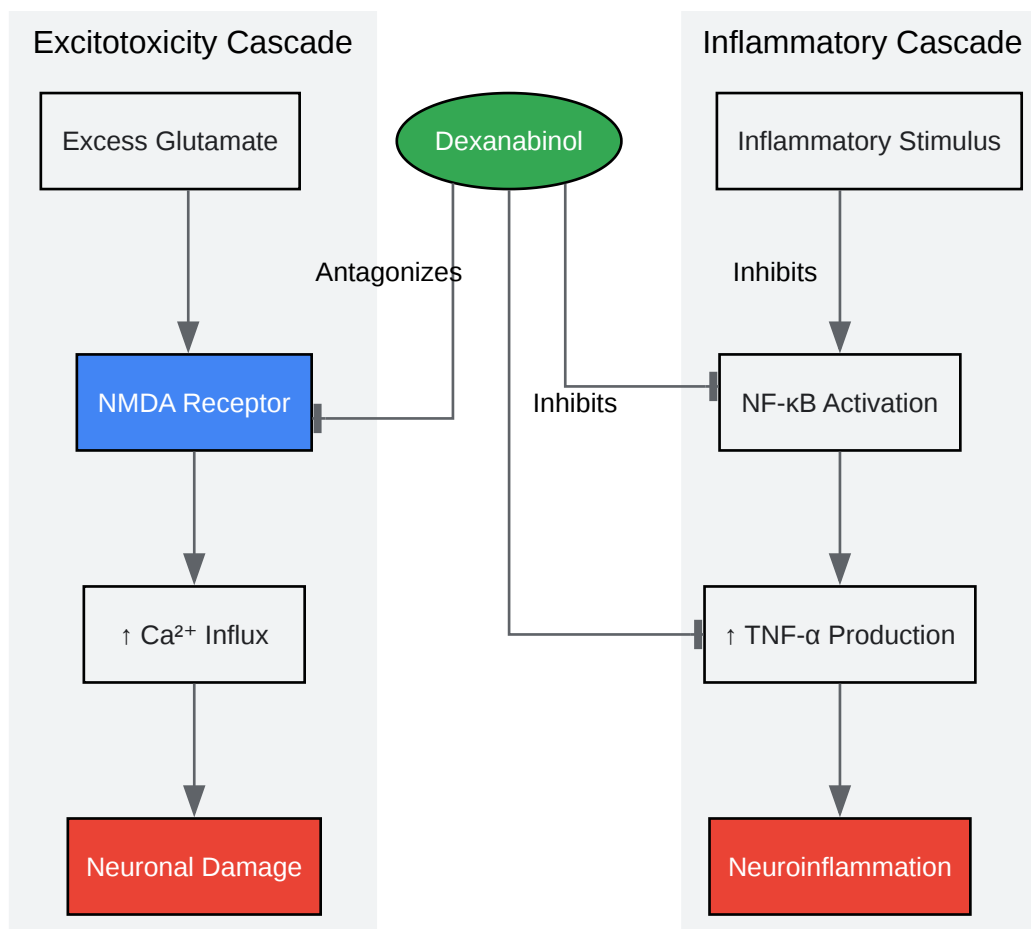 Excitotoxicity Cascade
Inflammatory Cascade
Excess Glutamate
Dexanabinol
Inflammatory Stimulus
Antagonizes
Inhibits
NMDA Receptor
Inhibits
NF-κB Activation
↑ Ca²⁺ Influx
↑ TNF-α Production
Neuronal Damage
Neuroinflammation